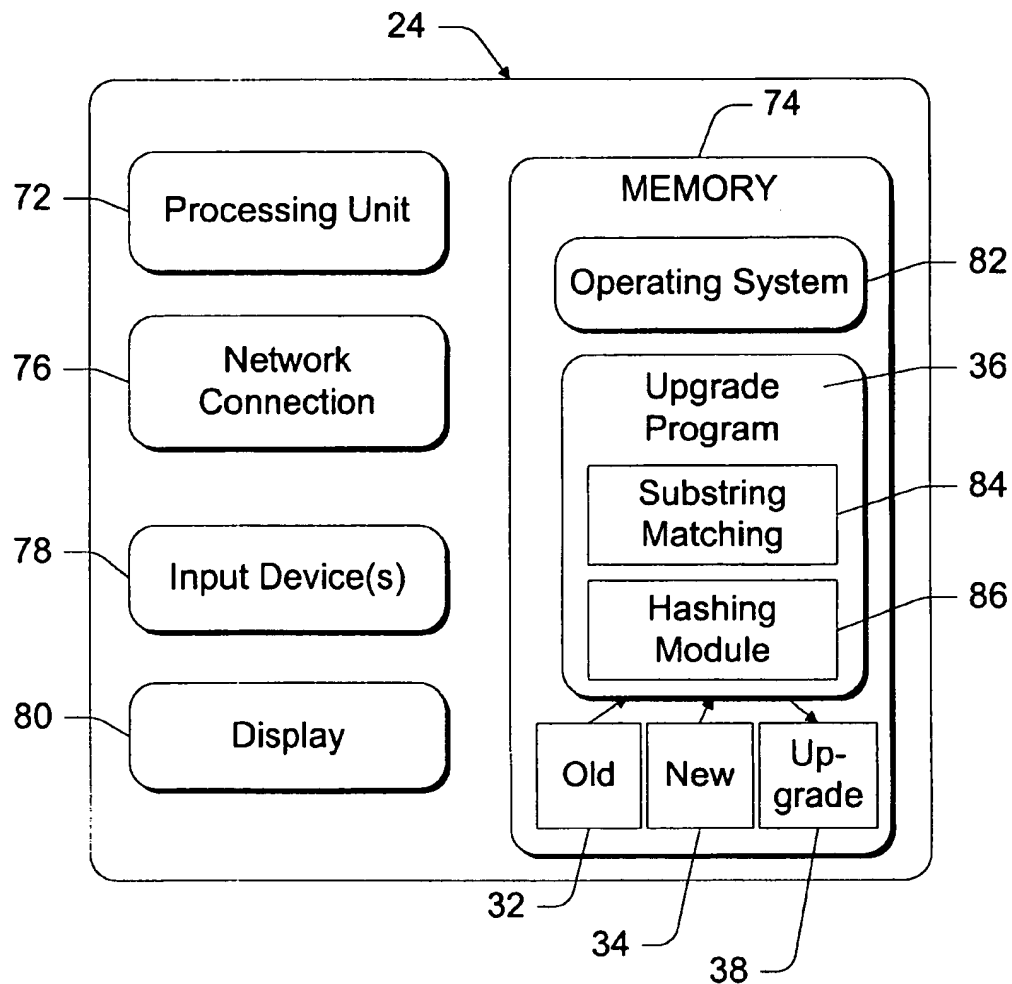 24
74
MEMORY
72
Processing Unit
Operating System
82
76
Network
Connection
Upgrade
Program
36
Substring
Matching
84
78
Input Device(s)
Hashing
Module
86
80
Display
Old
New
Up-
grade
32
34
38